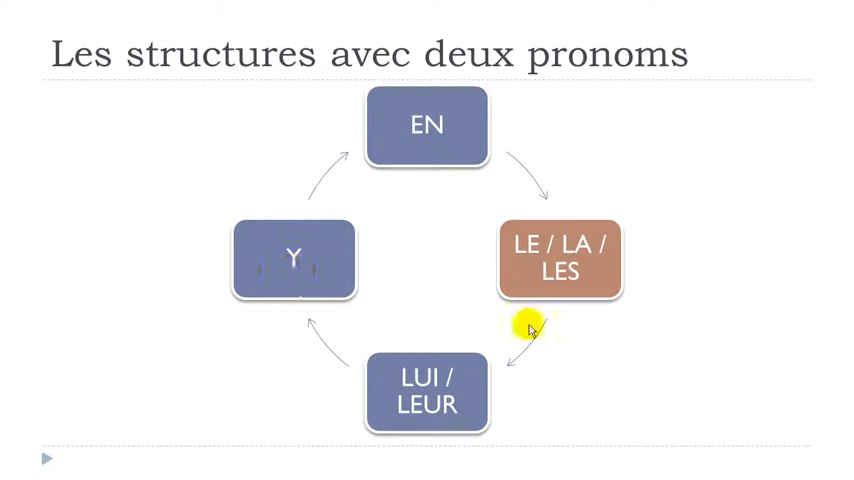 Les structures avec deux pronoms
EN
Y
LE / LA /
LES
LUI /
LEUR